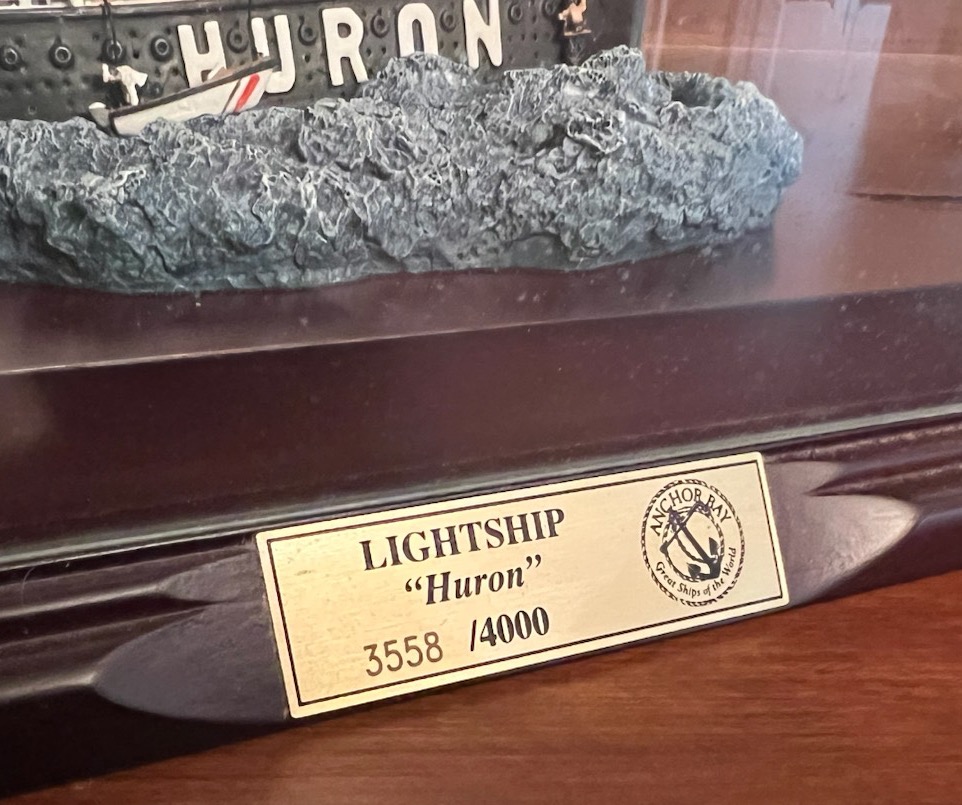 HURON
LIGHTSHIP
“Huron”
3558 /4000
ANCHOR BAY
Great Ships of the World